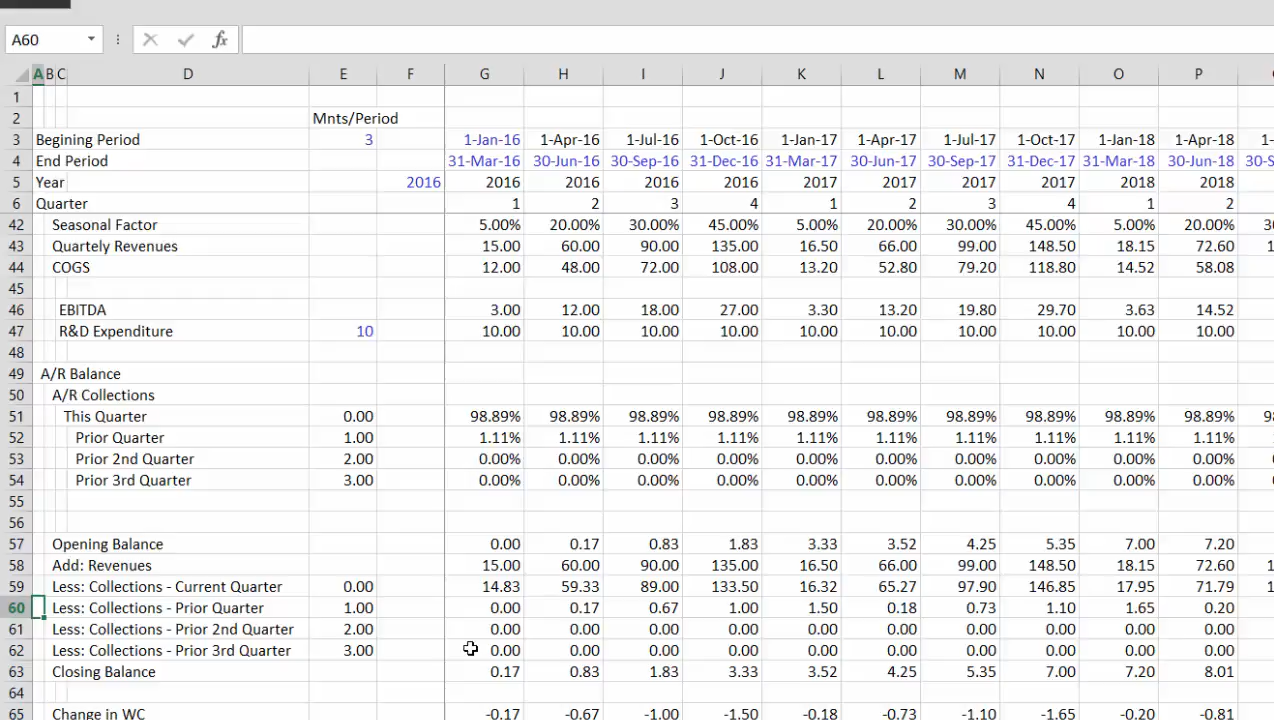 A60 fx
A B C D E F G H I J K L M N O P
1
2 Mnts/Period
3 Begining Period 3 1-Jan-16 1-Apr-16 1-Jul-16 1-Oct-16 1-Jan-17 1-Apr-17 1-Jul-17 1-Oct-17 1-Jan-18 1-Apr-18
4 End Period 31-Mar-16 30-Jun-16 30-Sep-16 31-Dec-16 31-Mar-17 30-Jun-17 30-Sep-17 31-Dec-17 31-Mar-18 30-Jun-18 30-S
5 Year 2016 2016 2016 2016 2016 2017 2017 2017 2017 2018 2018
6 Quarter 1 2 3 4 1 2 3 4 1 2
42 Seasonal Factor 5.00% 20.00% 30.00% 45.00% 5.00% 20.00% 30.00% 45.00% 5.00% 20.00% 30
43 Quartely Revenues 15.00 60.00 90.00 135.00 16.50 66.00 99.00 148.50 18.15 72.60 1
44 COGS 12.00 48.00 72.00 108.00 13.20 52.80 79.20 118.80 14.52 58.08
45
46 EBITDA 3.00 12.00 18.00 27.00 3.30 13.20 19.80 29.70 3.63 14.52
47 R&D Expenditure 10 10.00 10.00 10.00 10.00 10.00 10.00 10.00 10.00 10.00 10.00
48
49 A/R Balance
50 A/R Collections
51 This Quarter 0.00 98.89% 98.89% 98.89% 98.89% 98.89% 98.89% 98.89% 98.89% 98.89% 98.89% 98
52 Prior Quarter 1.00 1.11% 1.11% 1.11% 1.11% 1.11% 1.11% 1.11% 1.11% 1.11% 1.11%
53 Prior 2nd Quarter 2.00 0.00% 0.00% 0.00% 0.00% 0.00% 0.00% 0.00% 0.00% 0.00% 0.00%
54 Prior 3rd Quarter 3.00 0.00% 0.00% 0.00% 0.00% 0.00% 0.00% 0.00% 0.00% 0.00% 0.00%
55
56
57 Opening Balance 0.00 0.17 0.83 1.83 3.33 3.52 4.25 5.35 7.00 7.20
58 Add: Revenues 15.00 60.00 90.00 135.00 16.50 66.00 99.00 148.50 18.15 72.60 1
59 Less: Collections - Current Quarter 0.00 14.83 59.33 89.00 133.50 16.32 65.27 97.90 146.85 17.95 71.79 1
60 Less: Collections - Prior Quarter 1.00 0.00 0.17 0.67 1.00 1.50 0.18 0.73 1.10 1.65 0.20
61 Less: Collections - Prior 2nd Quarter 2.00 0.00 0.00 0.00 0.00 0.00 0.00 0.00 0.00 0.00 0.00
62 Less: Collections - Prior 3rd Quarter 3.00 0.00 0.00 0.00 0.00 0.00 0.00 0.00 0.00 0.00 0.00
63 Closing Balance 0.17 0.83 1.83 3.33 3.52 4.25 5.35 7.00 7.20 8.01
64
65 Change in WC -0.17 -0.67 -1.00 -1.50 -0.18 -0.73 -1.10 -1.65 -0.20 -0.81